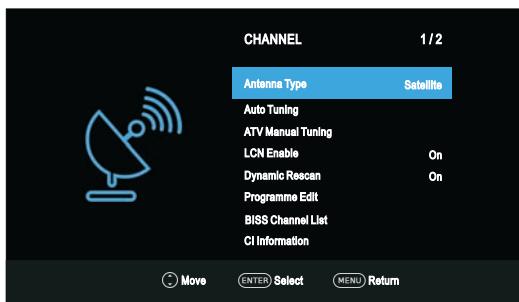 CHANNEL 1/2
Antenna Type Satellite
Auto Tuning
ATV Manual Tuning
LCN Enable On
Dynamic Rescan On
Programme Edit
BISS Channel List
CI Information
Move ENTER Select MENU Return